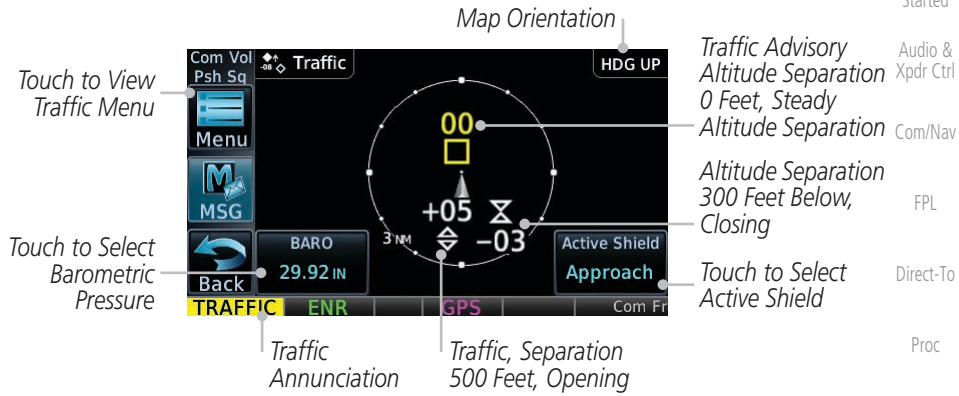 Map Orientation
Started
Touch to View
Traffic Menu
Com Vol
Psh Sq
-08
Traffic
HDG UP
Traffic Advisory
Altitude Separation
0 Feet, Steady
Altitude Separation
Audio &
Xpdr Ctrl
Com/Nav
Menu
00
Altitude Separation
300 Feet Below,
Closing
FPL
MSG
+05
-03
3 NM
Touch to Select
Barometric
Pressure
Back
BARO
29.92 IN
Active Shield
Approach
Touch to Select
Active Shield
Direct-To
TRAFFIC
ENR
GPS
Com Fr
Proc
Traffic
Annunciation
Traffic, Separation
500 Feet, Opening